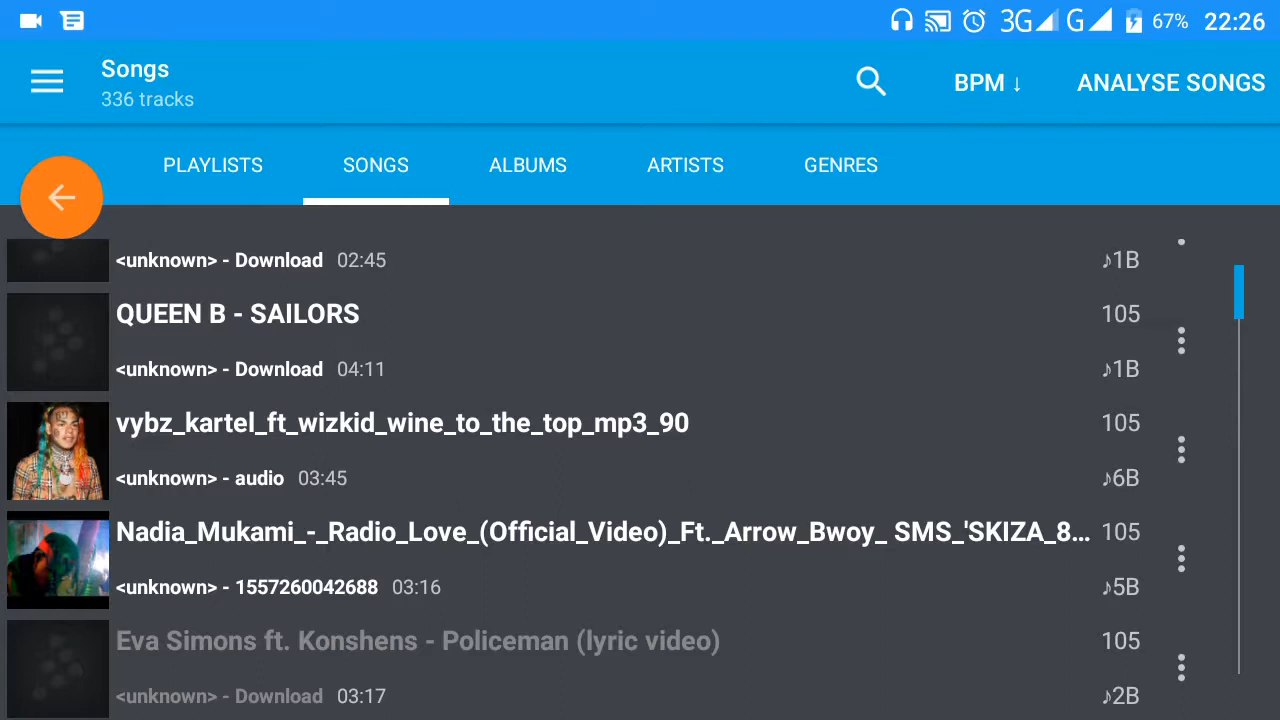 3G G 67% 22:26
Songs
336 tracks
BPM ↓ ANALYSE SONGS
PLAYLISTS SONGS ALBUMS ARTISTS GENRES
<unknown> - Download 02:45 ♪1B
QUEEN B - SAILORS 105
<unknown> - Download 04:11 ♪1B
vybz_kartel_ft_wizkid_wine_to_the_top_mp3_90 105
<unknown> - audio 03:45 ♪6B
Nadia_Mukami_-_Radio_Love_(Official_Video)_Ft._Arrow_Bwoy_ SMS_'SKIZA_8... 105
<unknown> - 1557260042688 03:16 ♪5B
Eva Simons ft. Konshens - Policeman (lyric video) 105
<unknown> - Download 03:17 ♪2B